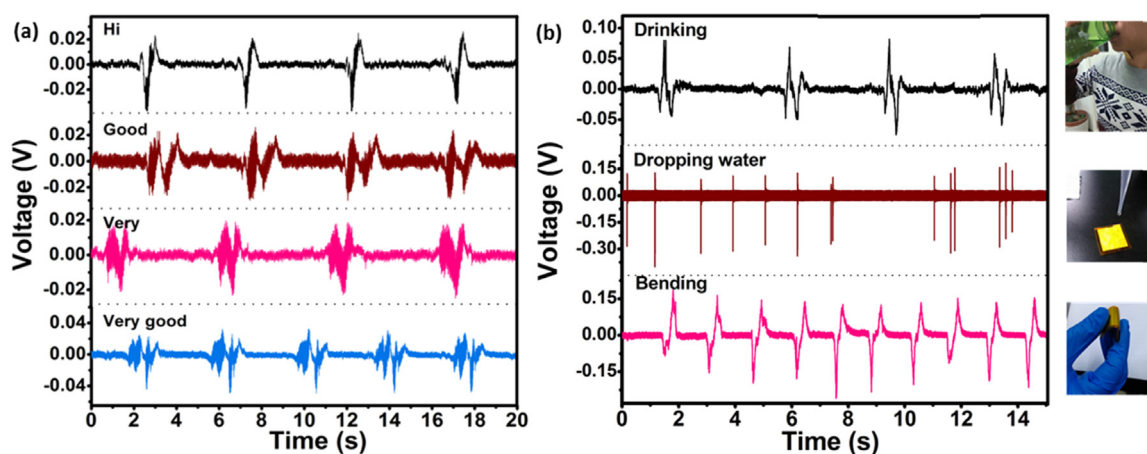 (a)
Hi
0.02
0.00
-0.02
Good
0.02
0.00
-0.02
Very
0.02
0.00
-0.02
Very good
0.04
0.00
-0.04
Voltage (V)
0 2 4 6 8 10 12 14 16 18 20
Time (s)
(b)
Drinking
0.10
0.05
0.00
-0.05
Dropping water
0.15
0.00
-0.15
-0.30
Bending
0.15
0.00
-0.15
Voltage (V)
0 2 4 6 8 10 12 14
Time (s)